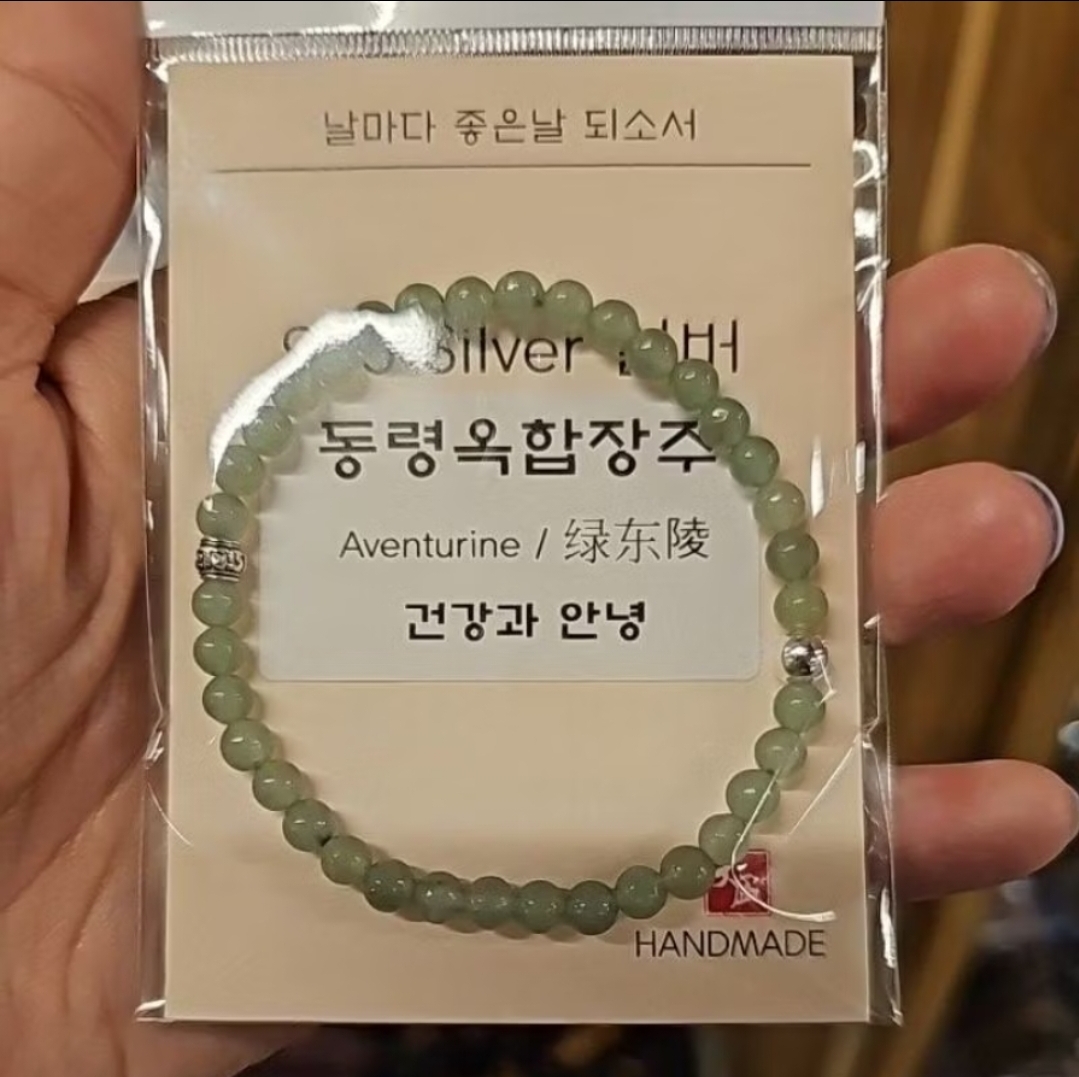 날마다 좋은날 되소서
Silver
동령옥합장주
Aventurine / 绿东陵
건강과 안녕
HANDMADE